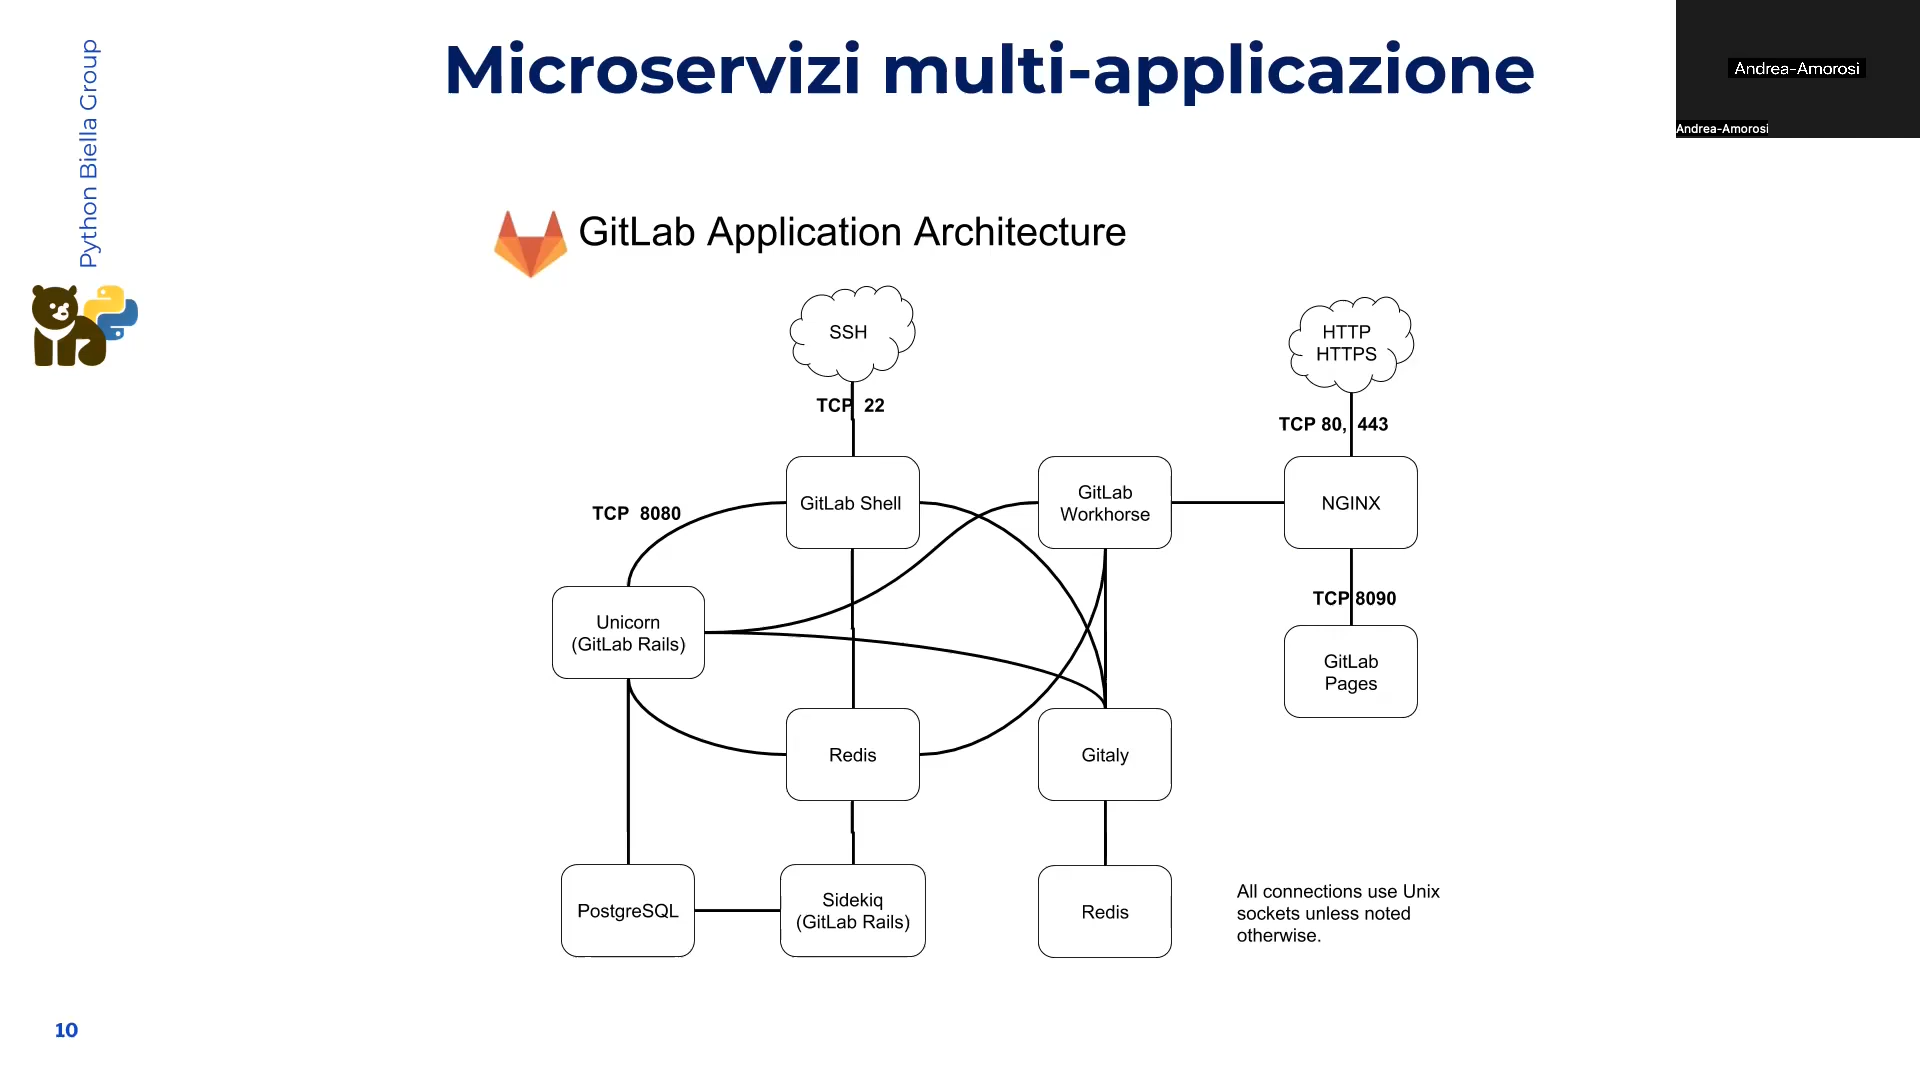 Python Biella Group
Microservizi multi-applicazione
Andrea-Amorosi
Andrea-Amorosi
GitLab Application Architecture
SSH
HTTP
HTTPS
TCP 22
TCP 80, 443
GitLab Shell
GitLab
Workhorse
NGINX
TCP 8080
TCP 8090
Unicorn
(GitLab Rails)
GitLab
Pages
Redis
Gitaly
PostgreSQL
Sidekiq
(GitLab Rails)
Redis
All connections use Unix
sockets unless noted
otherwise.
10